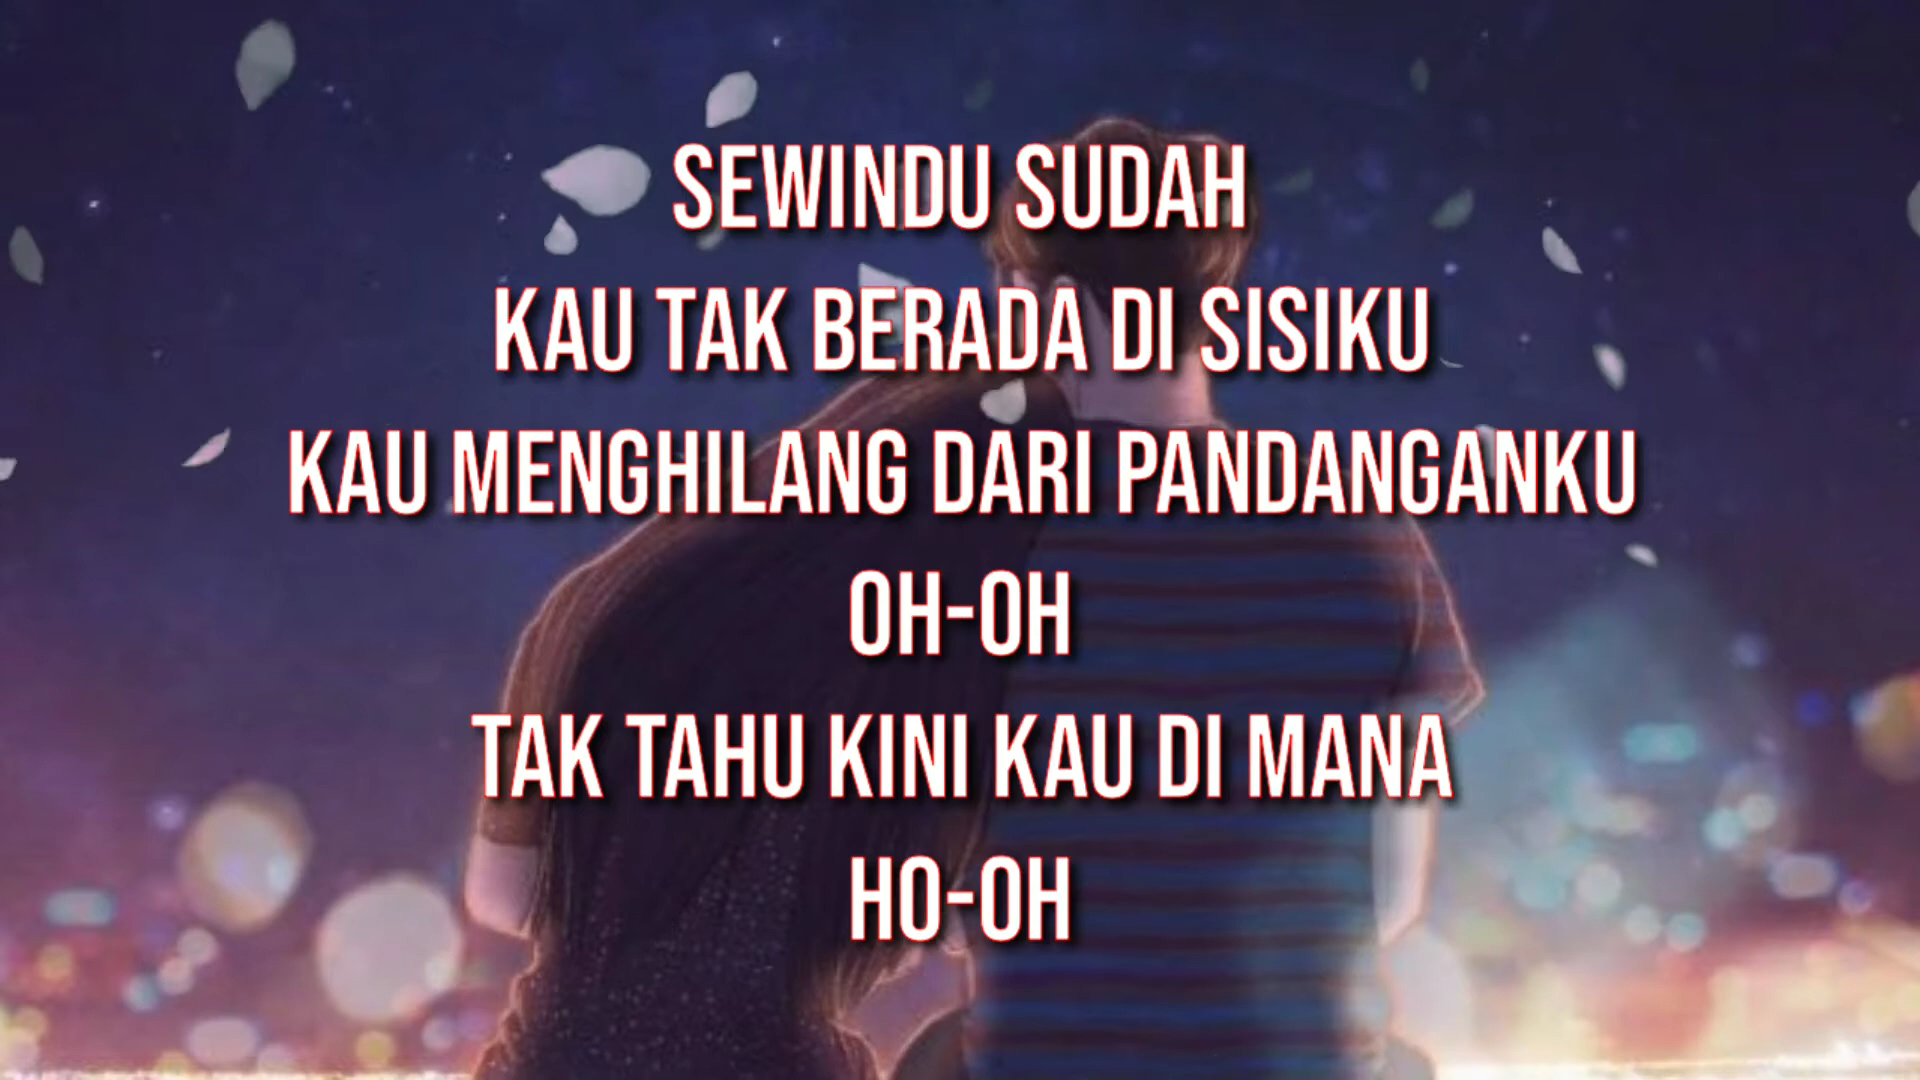 SEWINDU SUDAH
KAU TAK BERADA DI SISIKU
KAU MENGHILANG DARI PANDANGANKU
OH-OH
TAK TAHU KINI KAU DI MANA
HO-OH